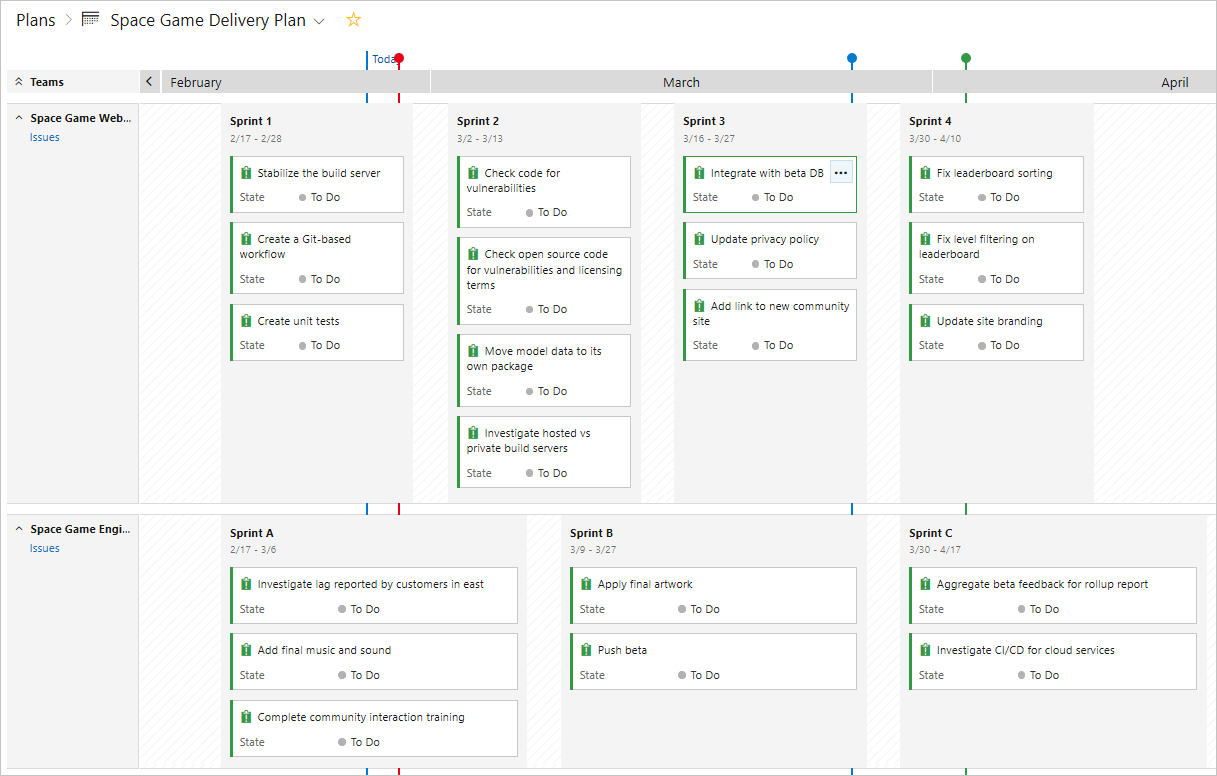 Plans
Space Game Delivery Plan
Today
Teams
February
March
April
Space Game Web...
Issues
Sprint 1
2/17 - 2/28
Stabilize the build server
State
To Do
Create a Git-based
workflow
State
To Do
Create unit tests
State
To Do
Sprint 2
3/2 - 3/13
Check code for
vulnerabilities
State
To Do
Check open source code
for vulnerabilities and licensing
terms
State
To Do
Move model data to its
own package
State
To Do
Investigate hosted vs
private build servers
State
To Do
Sprint 3
3/16 - 3/27
Integrate with beta DB
State
To Do
Update privacy policy
State
To Do
Add link to new community
site
State
To Do
Sprint 4
3/30 - 4/10
Fix leaderboard sorting
State
To Do
Fix level filtering on
leaderboard
State
To Do
Update site branding
State
To Do
Space Game Engi...
Issues
Sprint A
2/17 - 3/6
Investigate lag reported by customers in east
State
To Do
Add final music and sound
State
To Do
Complete community interaction training
State
To Do
Sprint B
3/9 - 3/27
Apply final artwork
State
To Do
Push beta
State
To Do
Sprint C
3/30 - 4/17
Aggregate beta feedback for rollup report
State
To Do
Investigate CI/CD for cloud services
State
To Do